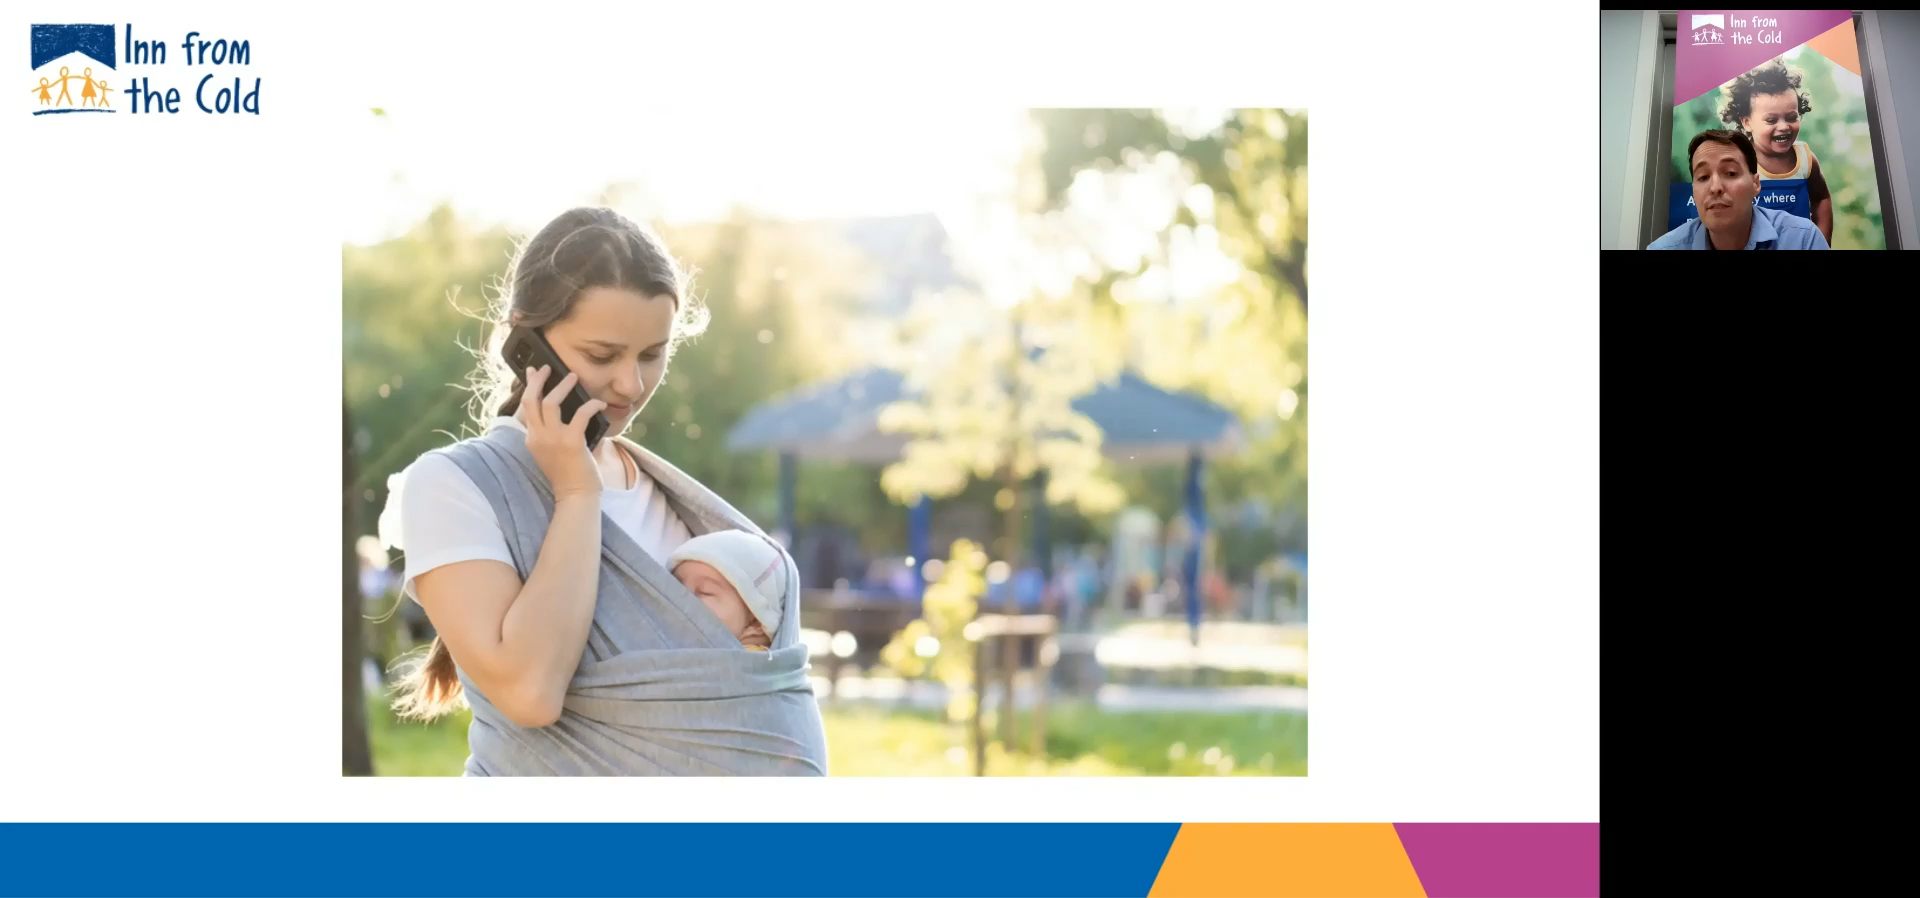 Inn from
the Cold
Inn from
the Cold
where